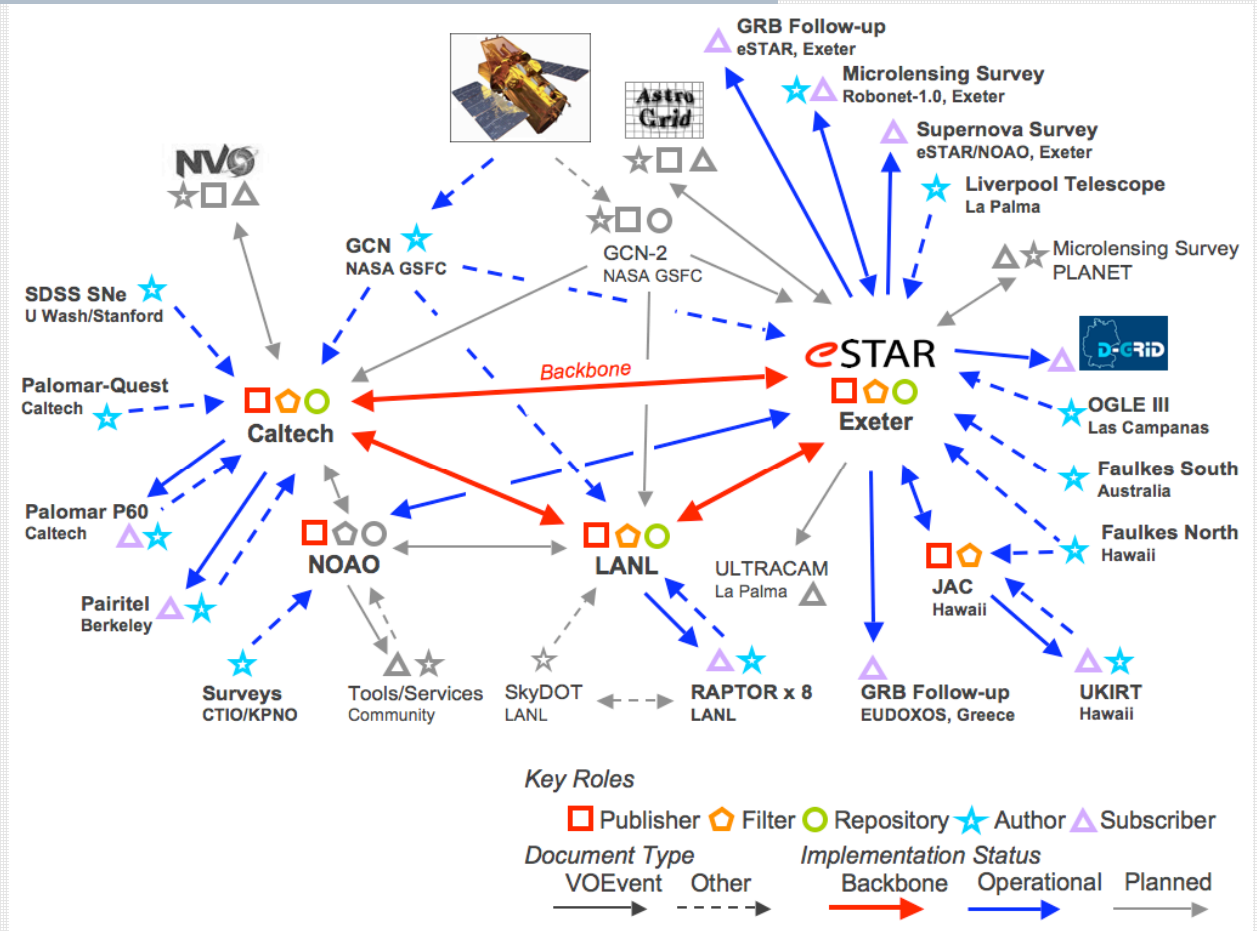 GRB Follow-up
eSTAR, Exeter
Microlensing Survey
Robonet-1.0, Exeter
Astro
Grid
Supernova Survey
eSTAR/NOAO, Exeter
NVO
Liverpool Telescope
La Palma
GCN
NASA GSFC
GCN-2
NASA GSFC
Microlensing Survey
PLANET
SDSS SNe
U Wash/Stanford
eSTAR
D-GRiD
Backbone
Palomar-Quest
Caltech
Caltech
Exeter
OGLE III
Las Campanas
Faulkes South
Australia
Palomar P60
Caltech
Faulkes North
Hawaii
NOAO
LANL
ULTRACAM
La Palma
JAC
Hawaii
Pairitel
Berkeley
Surveys
CTIO/KPNO
Tools/Services
Community
SkyDOT
LANL
RAPTOR x 8
LANL
GRB Follow-up
EUDOXOS, Greece
UKIRT
Hawaii
Key Roles
Publisher Filter Repository Author Subscriber
Document Type Implementation Status
VOEvent Other Backbone Operational Planned